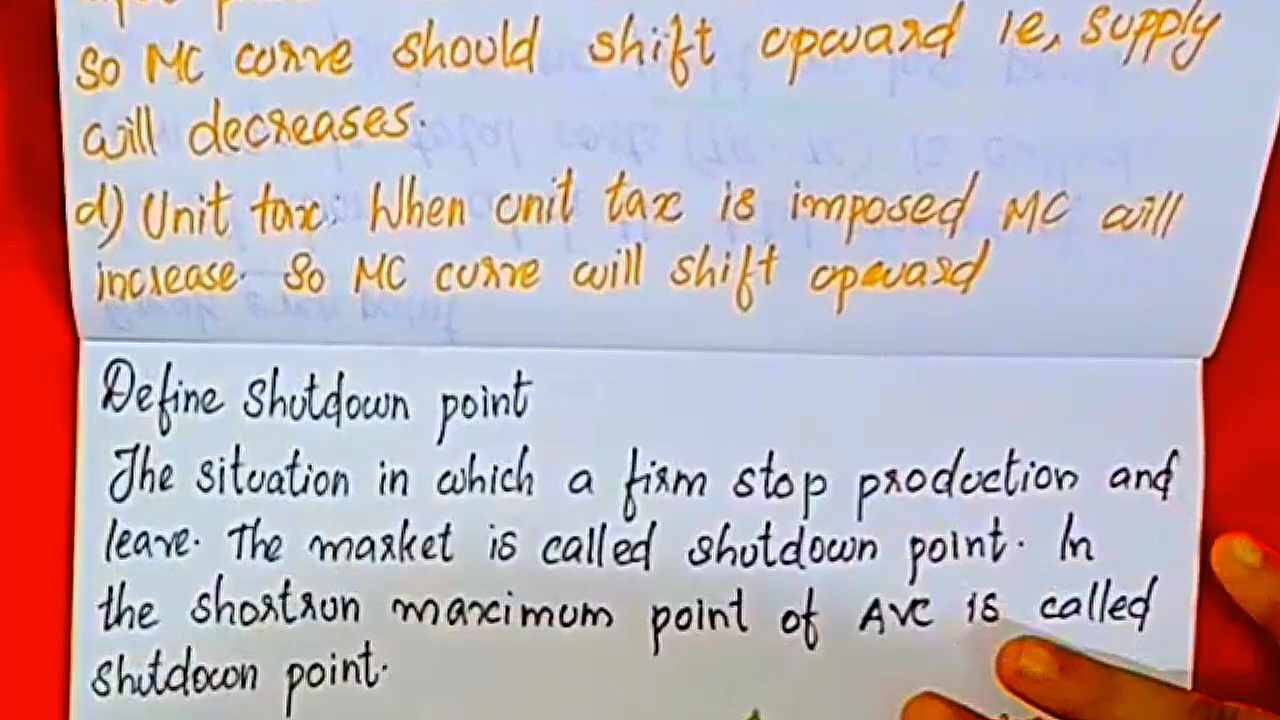 So MC curve should shift upward ie, supply
will decreases.
d) Unit tax: When unit tax is imposed MC will
increase. So MC curve will shift upward
Define Shutdown point
The situation in which a firm stop production and
leave. The market is called shutdown point. In
the shortrun maximum point of AVC is called
Shutdown point.